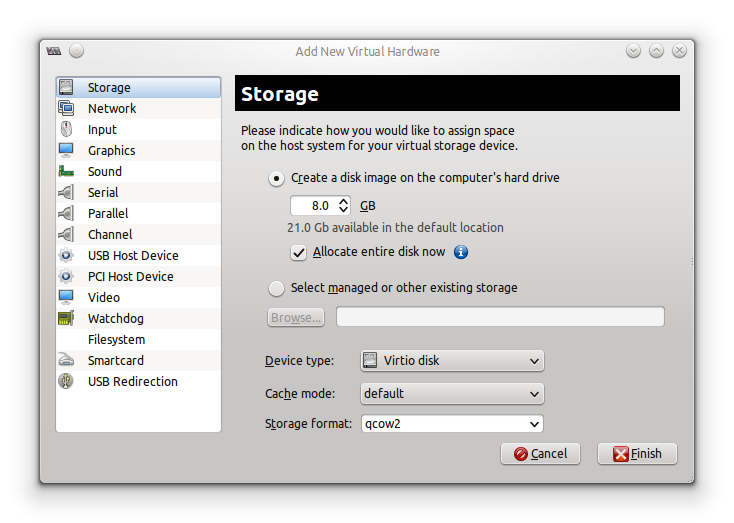 Add New Virtual Hardware
Storage
Network
Input
Graphics
Sound
Serial
Parallel
Channel
USB Host Device
PCI Host Device
Video
Watchdog
Filesystem
Smartcard
USB Redirection
Storage
Please indicate how you would like to assign space
on the host system for your virtual storage device.
Create a disk image on the computer's hard drive
8.0 GB
21.0 Gb available in the default location
Allocate entire disk now
Select managed or other existing storage
Browse...
Device type: Virtio disk
Cache mode: default
Storage format: qcow2
Cancel Finish